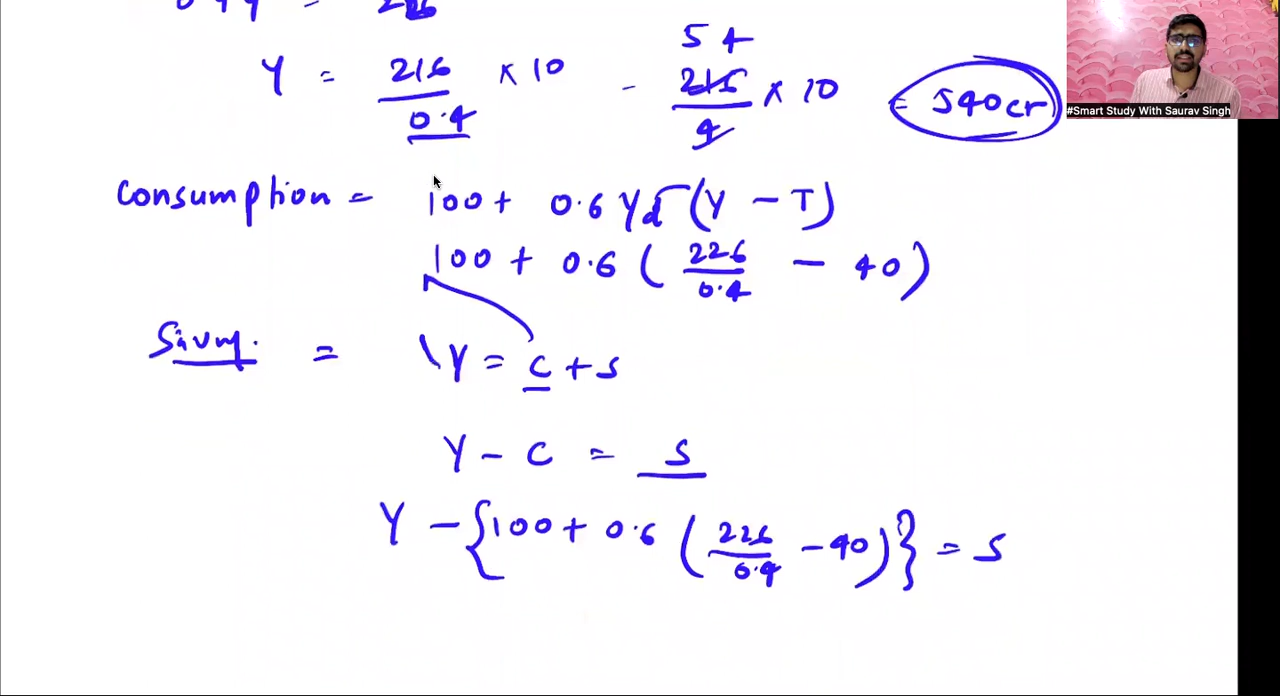 = 216
54
Y = 216/0.4 × 10 - 216/4 × 10 = 540cr
#Smart Study With Saurav Singh
Consumption = 100 + 0.6 Yd (Y - T)
100 + 0.6 ( 226/0.4 - 40 )
Saving. = Y = C + S
Y - C = S
Y - { 100 + 0.6 ( 226/0.4 - 40 ) } = S